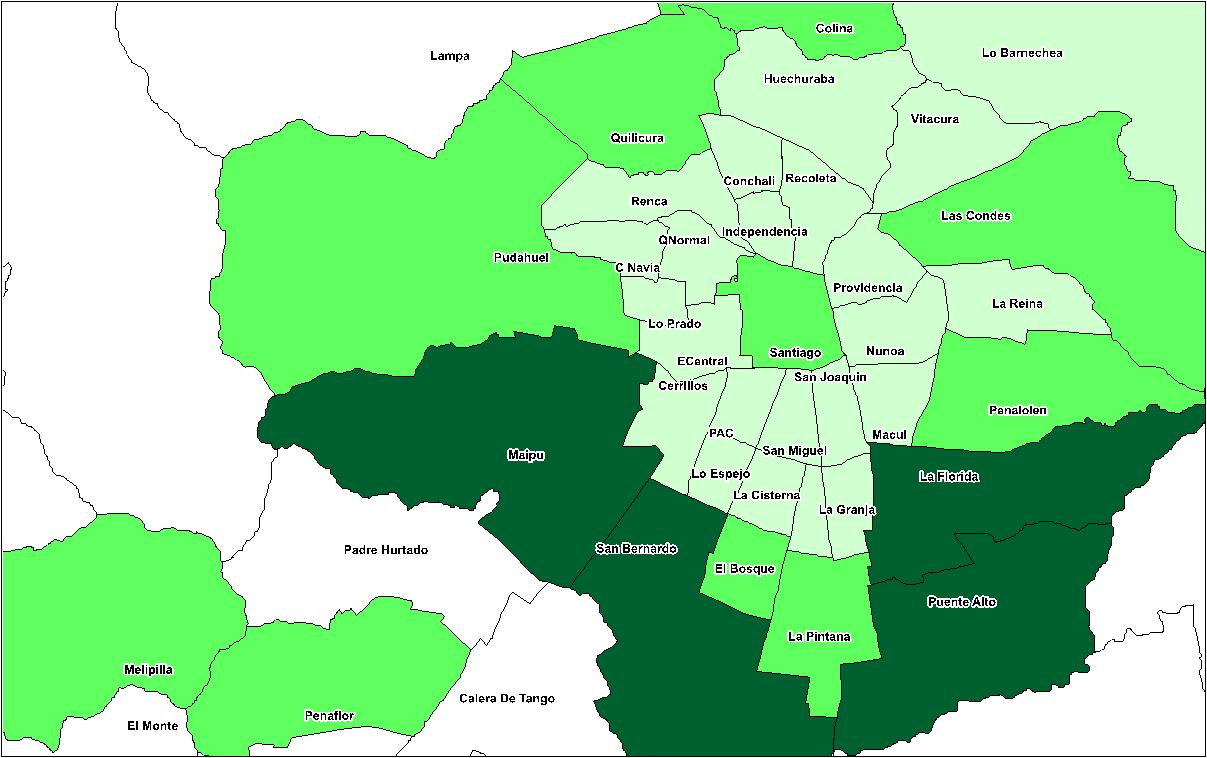 Colina
Lampa
Lo Barnechea
Huechuraba
Vitacura
Quilicura
Conchali
Recoleta
Renca
Las Condes
Independencia
QNormal
Pudahuel
C Navia
Providencia
La Reina
Lo Prado
Santiago
Nunoa
ECentral
San Joaquin
Cerrillos
Penalolen
PAC
Macul
San Miguel
Maipu
Lo Espejo
La Florida
La Cisterna
La Granja
Padre Hurtado
San Bernardo
El Bosque
Puente Alto
La Pintana
Melipilla
Calera De Tango
Penaflor
El Monte